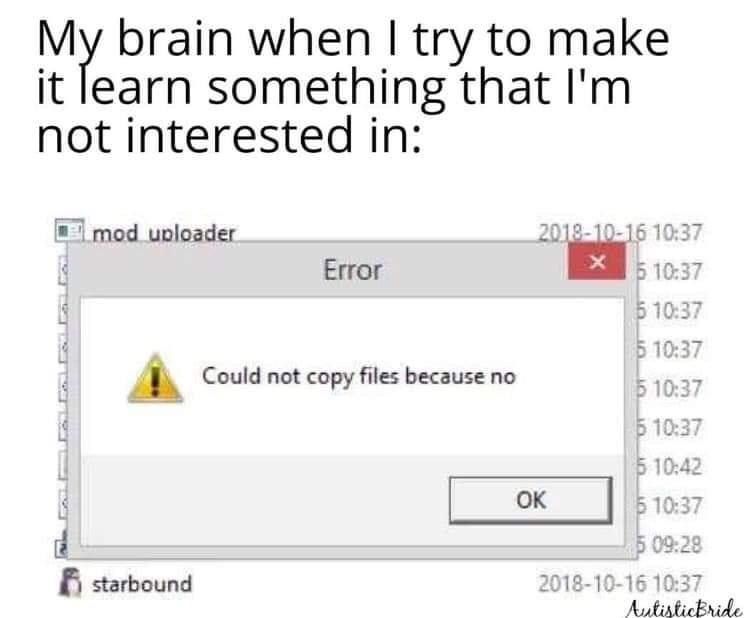 My brain when I try to make
it learn something that I'm
not interested in:
mod_uploader 2018-10-16 10:37
Error
5 10:37
5 10:37
5 10:37
Could not copy files because no
5 10:37
5 10:37
5 10:42
OK
5 10:37
5 09:28
starbound 2018-10-16 10:37
AutisticBride